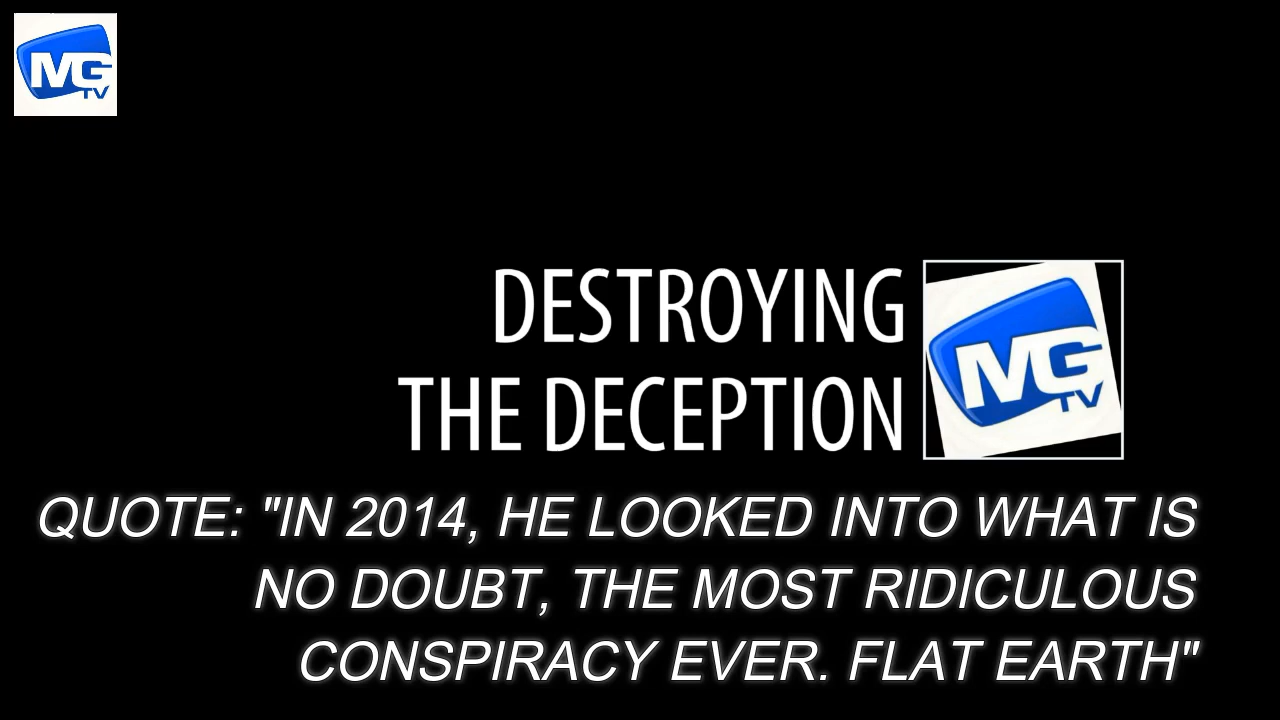 MG
TV
DESTROYING
THE DECEPTION
MG
TV
QUOTE: "IN 2014, HE LOOKED INTO WHAT IS
NO DOUBT, THE MOST RIDICULOUS
CONSPIRACY EVER. FLAT EARTH"